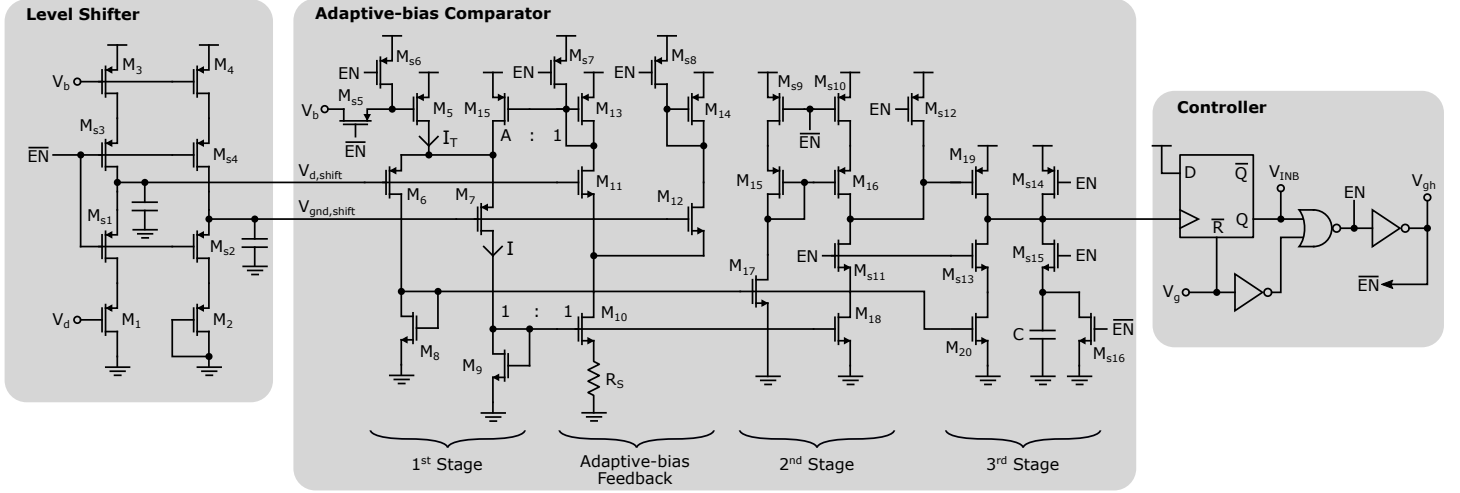 Level Shifter
Adaptive-bias Comparator
Controller
M3
M4
Vb
Ms3
EN
Ms4
Ms1
Ms2
Vd
M1
M2
Vd,shift
Vgnd,shift
Ms6
EN
Ms5
Vb
EN
M5
IT
M15
A : 1
Ms7
EN
M13
Ms8
EN
M14
M6
M7
M11
M12
I
1 : 1
M8
M9
M10
RS
Ms9
Ms10
EN
Ms12
EN
M15
M16
M17
EN
Ms11
M18
M19
Ms14
EN
Ms13
Ms15
EN
M20
C
Ms16
EN
D
Q
R
Q
VINB
EN
Vgh
Vg
EN
1st Stage
Adaptive-bias
Feedback
2nd Stage
3rd Stage